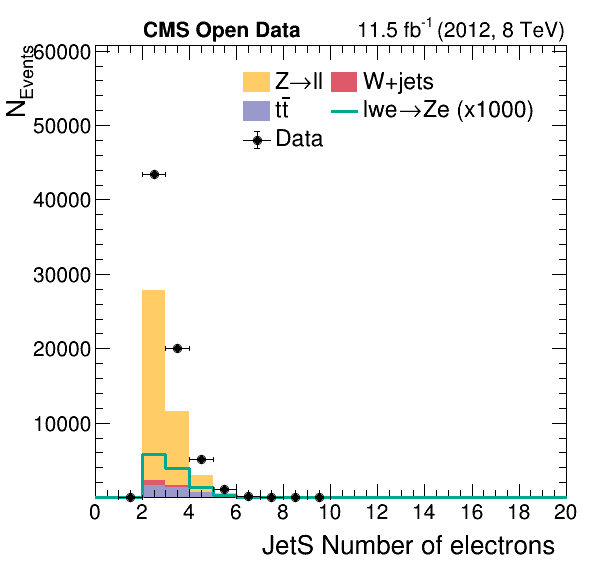 CMS Open Data 11.5 fb⁻¹ (2012, 8 TeV)
N_Events
60000
50000
40000
30000
20000
10000
Z→ll W+jets
tt̄ lwe→Ze (x1000)
Data
0 2 4 6 8 10 12 14 16 18 20
JetS Number of electrons